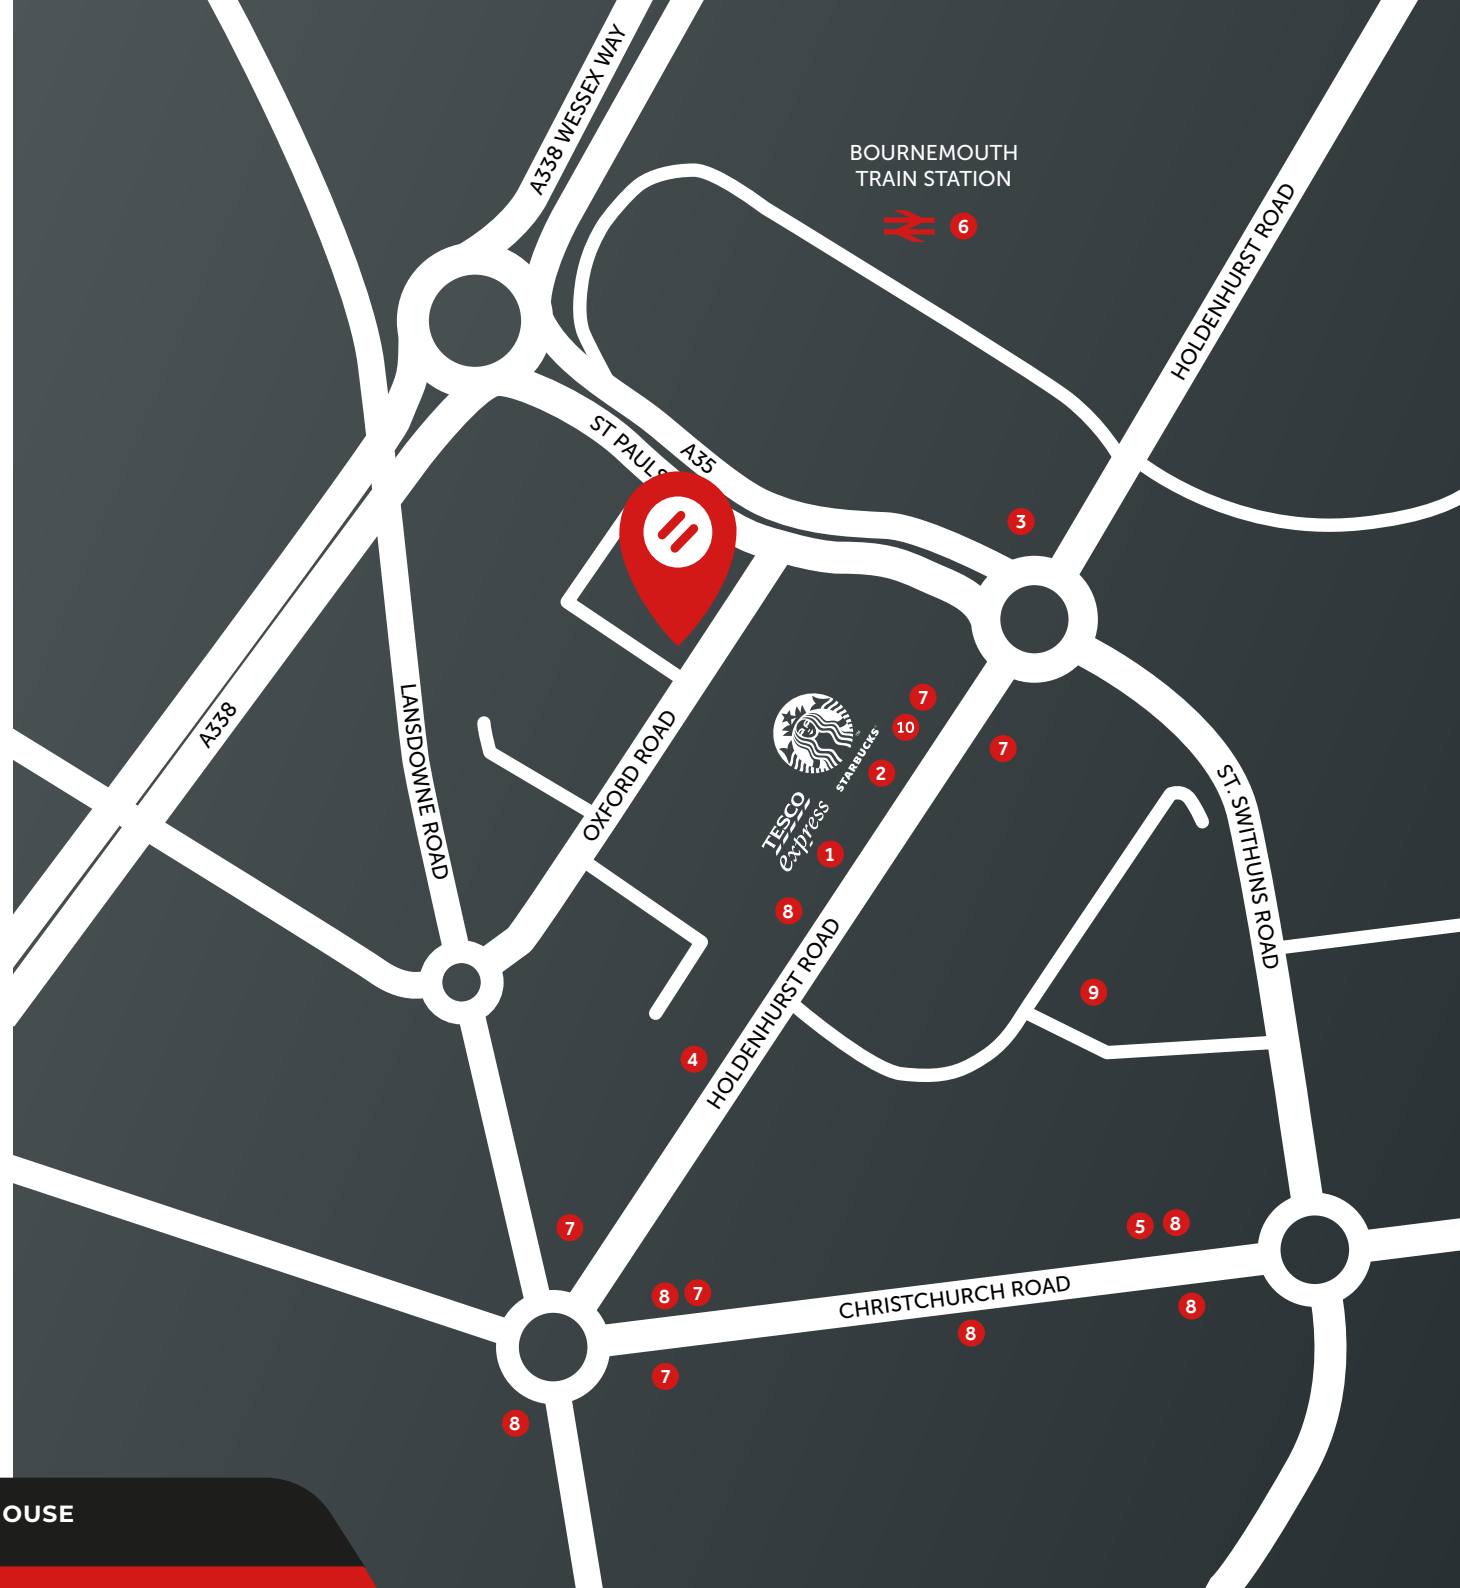 A338 WESSEX WAY
BOURNEMOUTH
TRAIN STATION
6
HOLDENHURST ROAD
ST PAULS
A35
3
A338
LANSDOWNE ROAD
OXFORD ROAD
7
10
7
STARBUCKS
2
TESCO
express
1
8
ST. SWITHUNS ROAD
HOLDENHURST ROAD
9
4
7
5
8
8
7
CHRISTCHURCH ROAD
8
8
7
8
OUSE